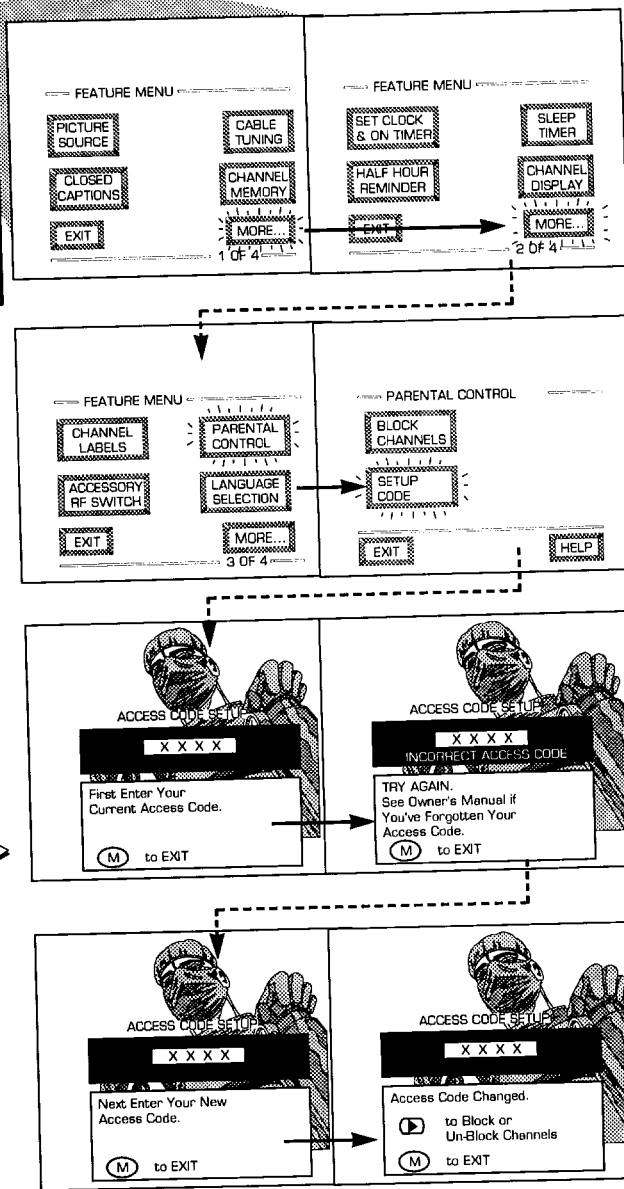 FEATURE MENU
PICTURE
SOURCE
CABLE
TUNING
CLOSED
CAPTIONS
CHANNEL
MEMORY
EXIT
MORE...
1 OF 4
FEATURE MENU
SET CLOCK
& ON TIMER
SLEEP
TIMER
HALF HOUR
REMINDER
CHANNEL
DISPLAY
EXIT
MORE...
2 OF 4
FEATURE MENU
CHANNEL
LABELS
PARENTAL
CONTROL
ACCESSORY
RF SWITCH
LANGUAGE
SELECTION
EXIT
MORE...
3 OF 4
PARENTAL CONTROL
BLOCK
CHANNELS
SETUP
CODE
EXIT
HELP
ACCESS CODE SETUP
X X X X
First Enter Your
Current Access Code.
M to EXIT
ACCESS CODE SETUP
X X X X
INCORRECT ACCESS CODE
TRY AGAIN.
See Owner's Manual if
You've Forgotten Your
Access Code.
M to EXIT
ACCESS CODE SETUP
X X X X
Next Enter Your New
Access Code.
M to EXIT
ACCESS CODE SETUP
X X X X
Access Code Changed.
to Block or
Un-Block Channels
M to EXIT